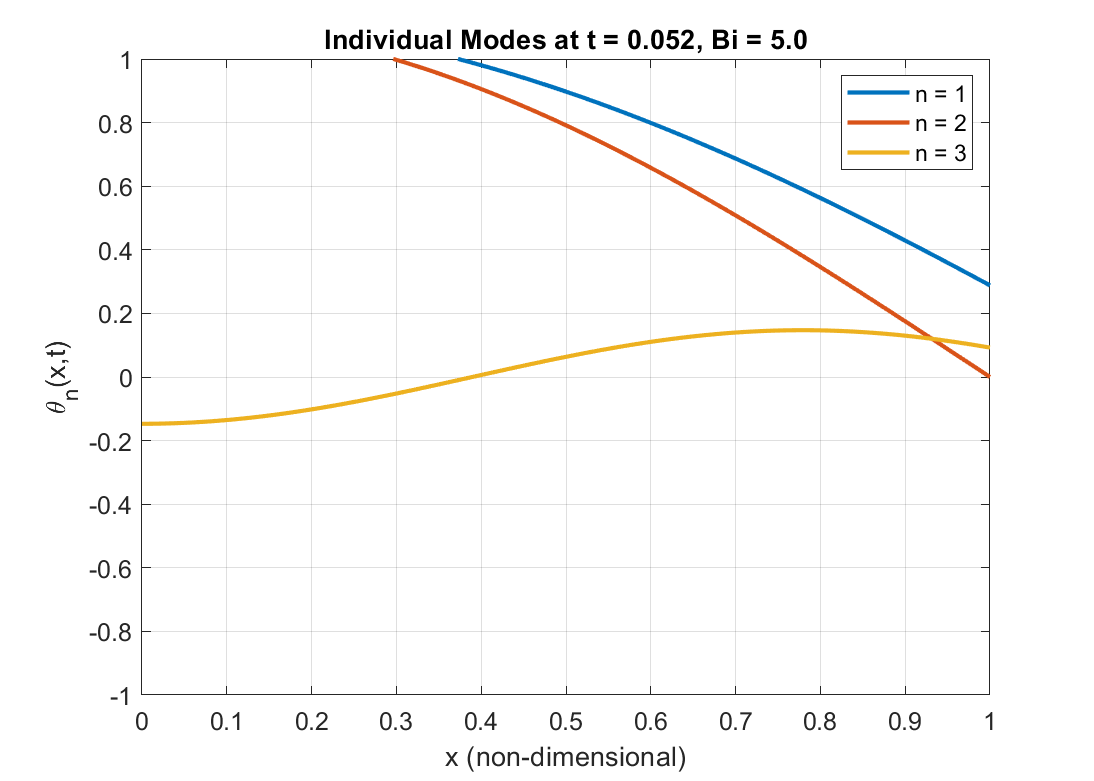 Individual Modes at t = 0.052, Bi = 5.0
n = 1
n = 2
n = 3
1
0.8
0.6
0.4
0.2
0
-0.2
-0.4
-0.6
-0.8
-1
θn(x,t)
0 0.1 0.2 0.3 0.4 0.5 0.6 0.7 0.8 0.9 1
x (non-dimensional)